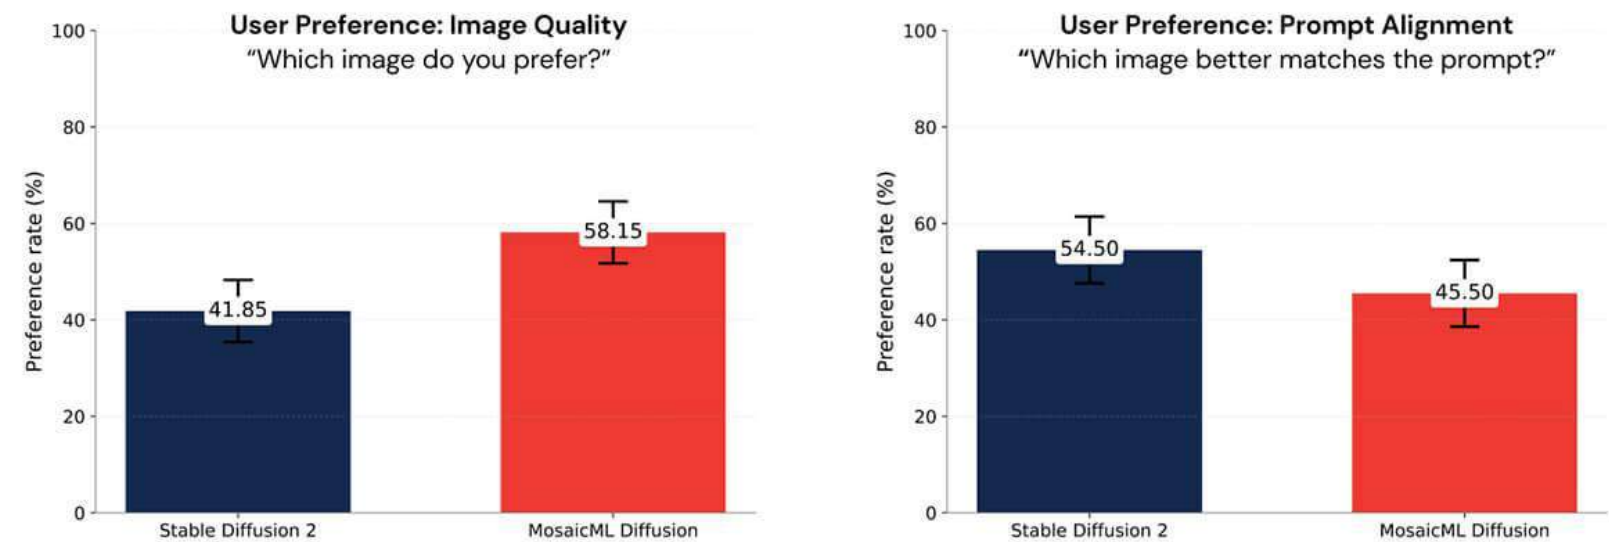 User Preference: Image Quality
“Which image do you prefer?”
Preference rate (%)
100
80
60
40
20
0
41.85
58.15
Stable Diffusion 2
MosaicML Diffusion
User Preference: Prompt Alignment
“Which image better matches the prompt?”
Preference rate (%)
100
80
60
40
20
0
54.50
45.50
Stable Diffusion 2
MosaicML Diffusion